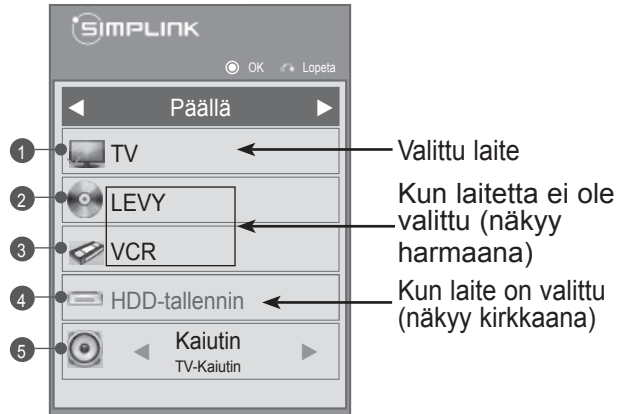 SIMPLINK
OK Lopeta
Päällä
1 TV
Valittu laite
2 LEVY
3 VCR
Kun laitetta ei ole
valittu (näkyy
harmaana)
4 HDD-tallennin
Kun laite on valittu
(näkyy kirkkaana)
5 Kaiutin
TV-Kaiutin